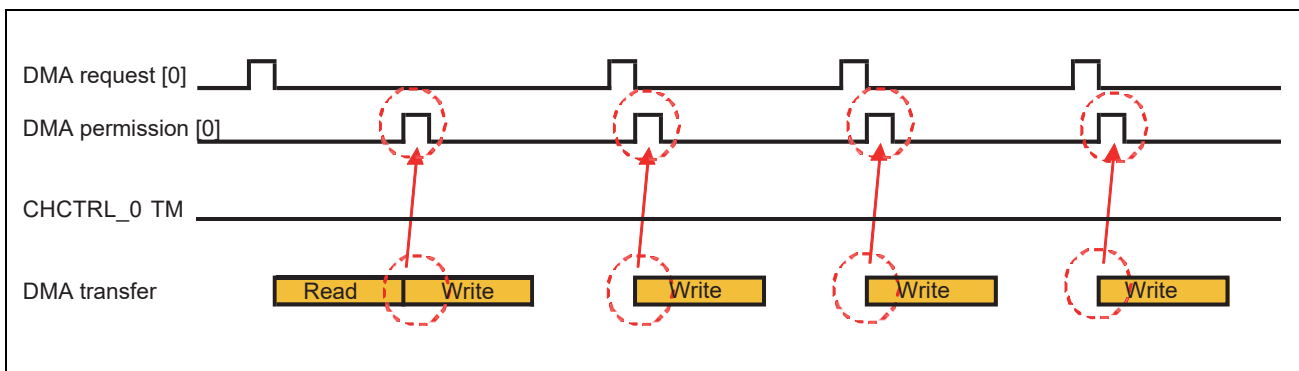 DMA request [0]
DMA permission [0]
CHCTRL_0 TM
DMA transfer
Read Write Write Write Write